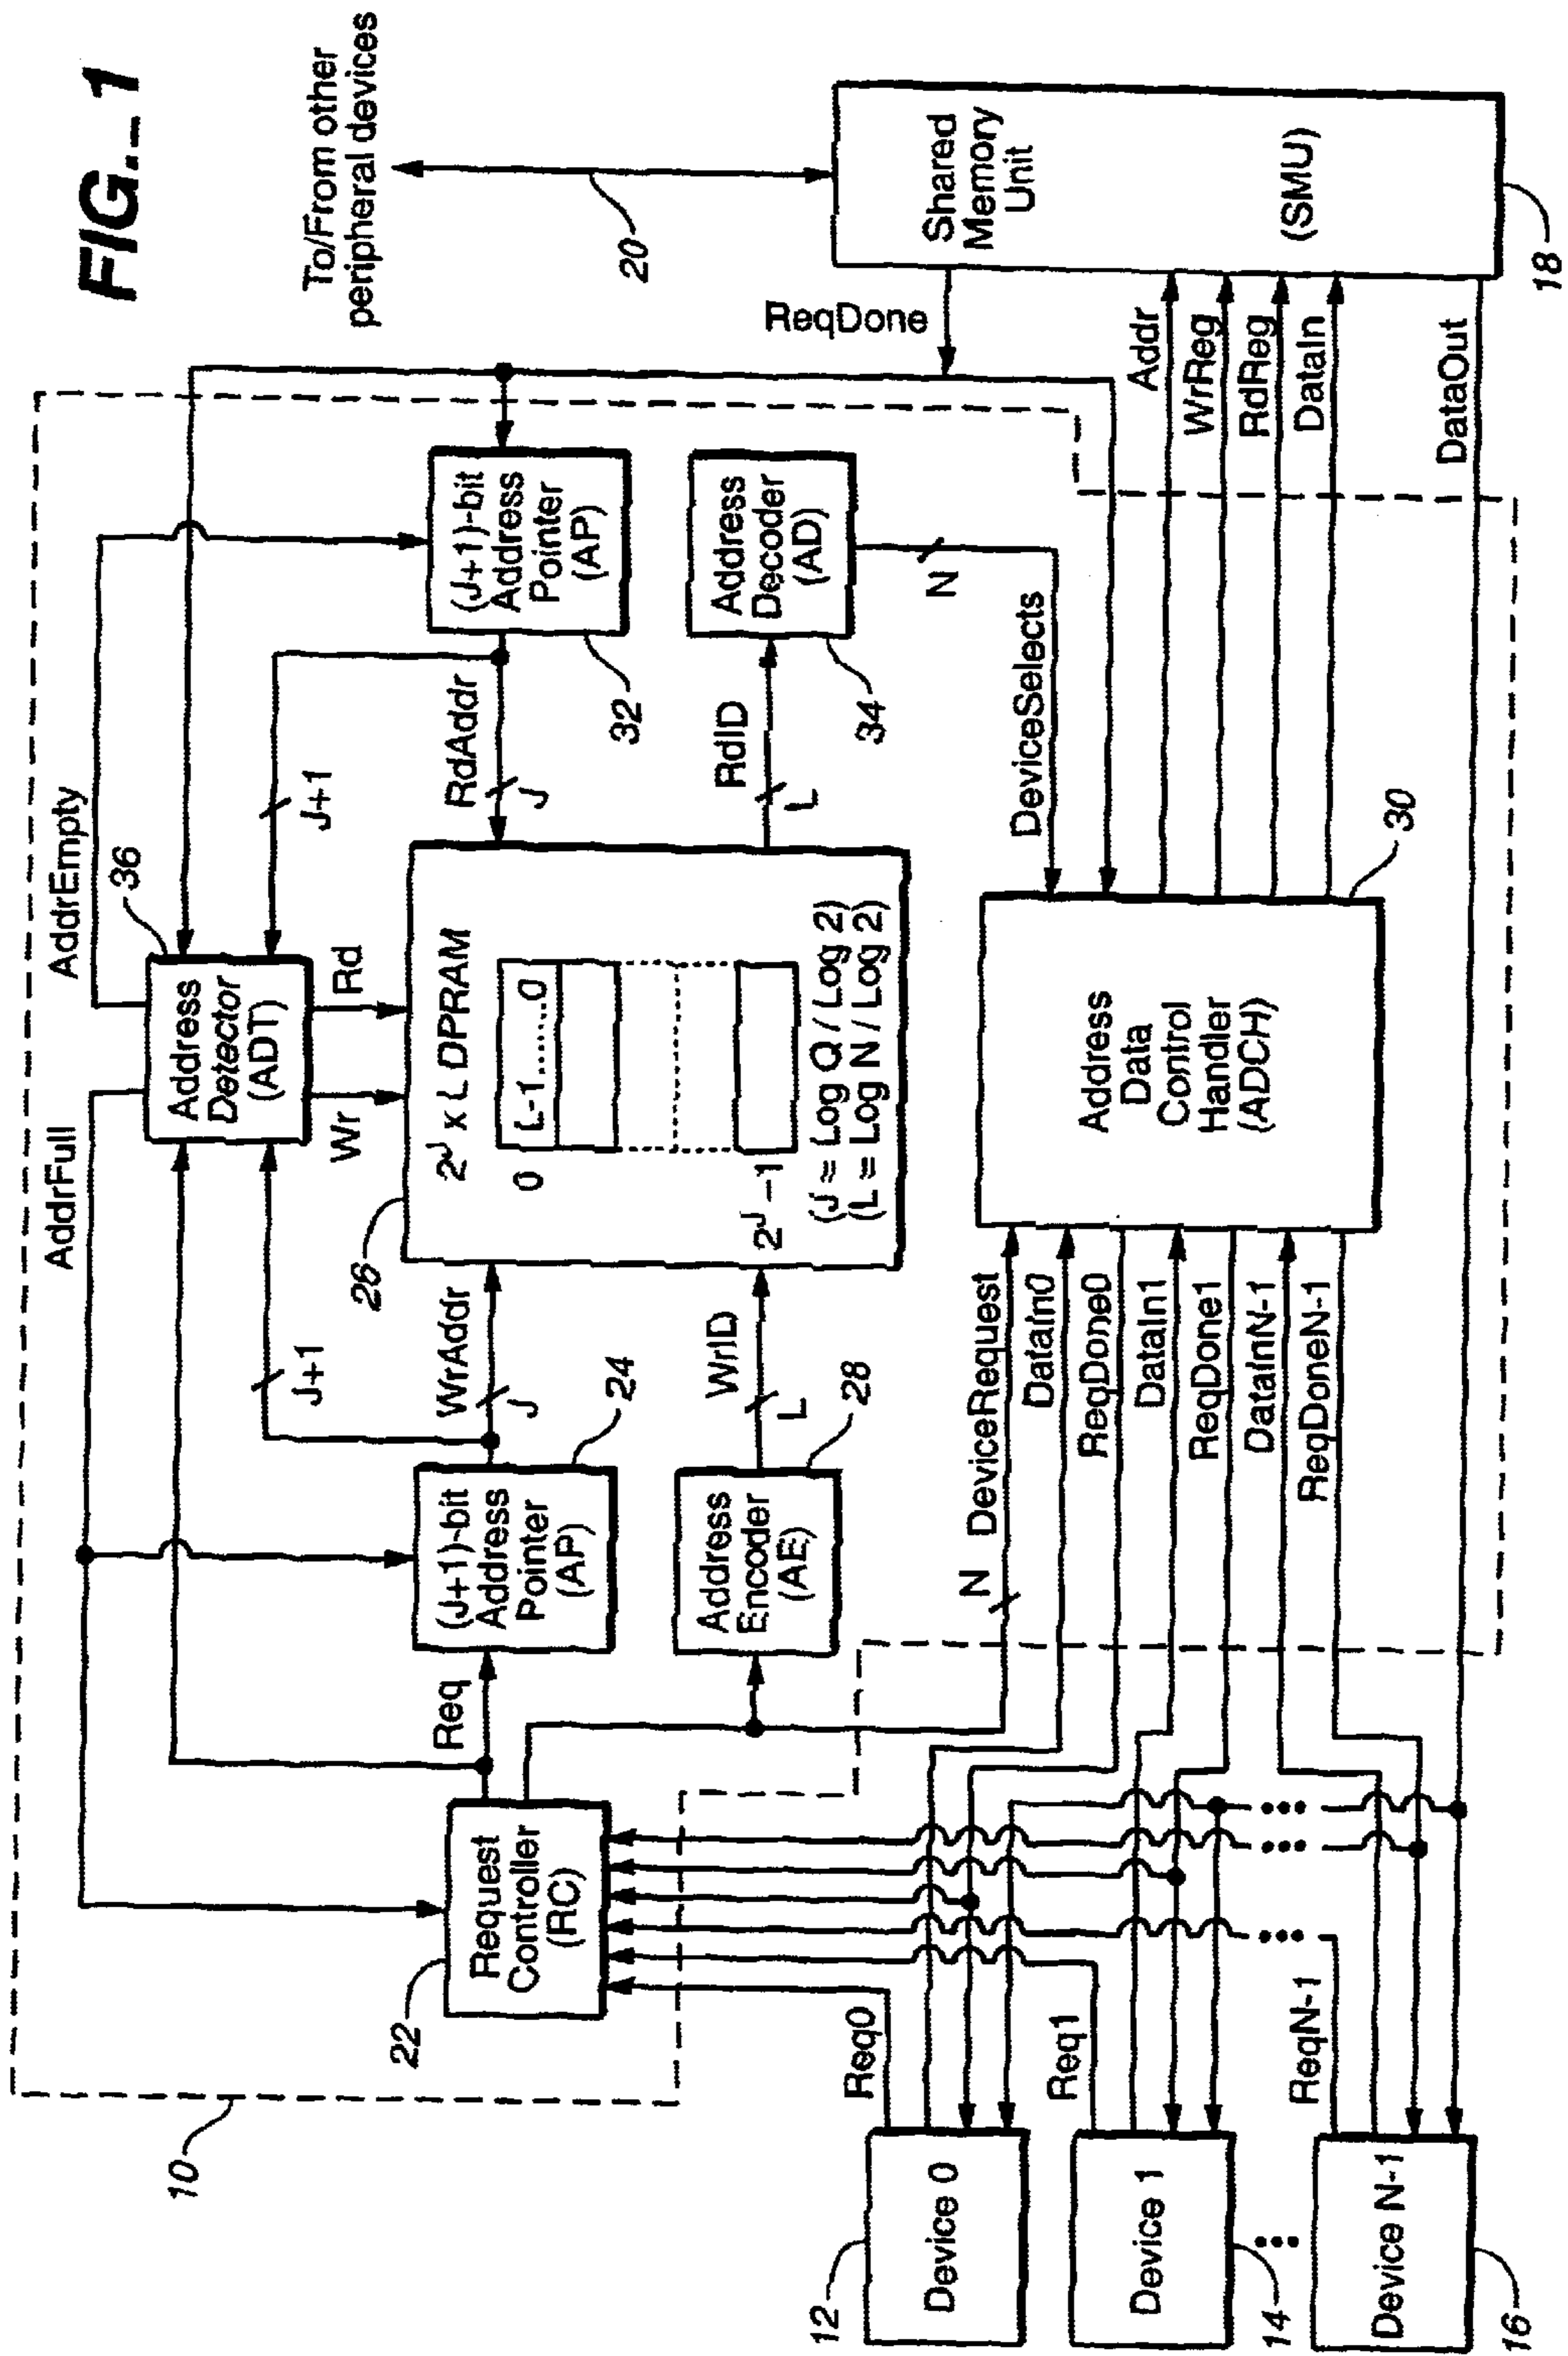 FIG._ 1
To/From other
peripheral devices
20
10
AddrFull
AddrEmpty
36
Address
Detector
(ADT)
J+1
J+1
Wr
Rd
22
Request
Controller
(RC)
Req
(J+1)-bit
Address
Pointer
(AP)
24
WrAddr
J
26
2^J x L DPRAM
0
L-1.......0
2^J –1
(J = Log Q / Log 2)
(L = Log N / Log 2)
RdAddr
J
(J+1)-bit
Address
Pointer
(AP)
32
Address
Encoder
(AE)
28
WrID
L
RdID
L
Address
Decoder
(AD)
34
N
DeviceSelects
ReqDone
Shared
Memory
Unit
(SMU)
18
N
DeviceRequest
DataIn0
ReqDone0
DataIn1
ReqDone1
DataInN-1
ReqDoneN-1
Address
Data
Control
Handler
(ADCH)
30
Addr
WrReg
RdReg
DataIn
DataOut
Req0
12
Device 0
Req1
Device 1
14
ReqN-1
Device N-1
16